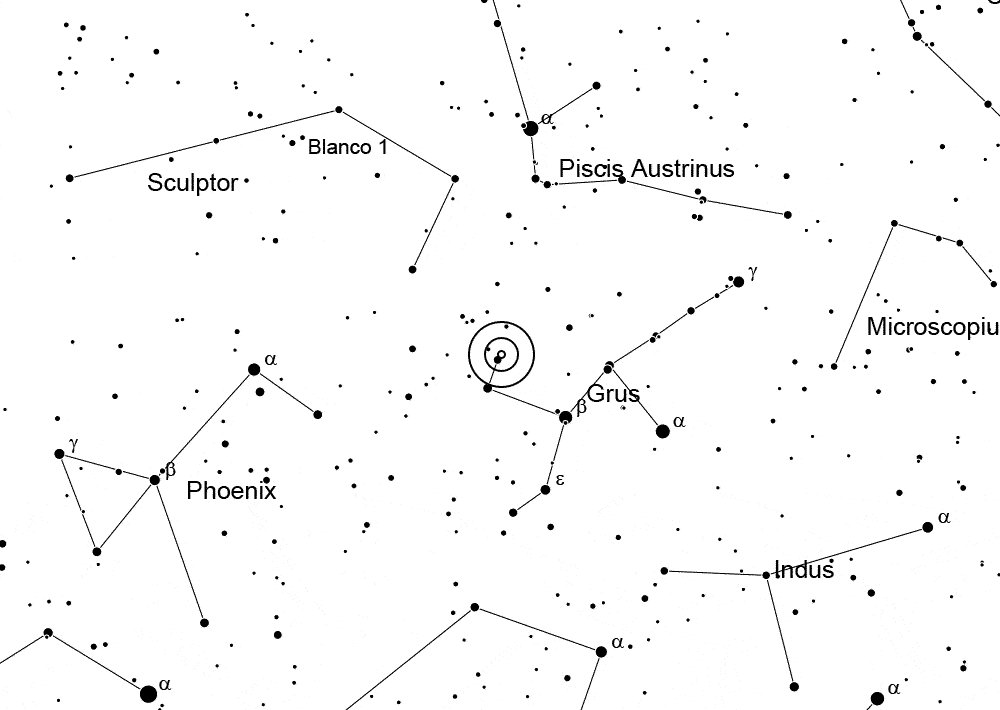 α
Blanco 1
Piscis Austrinus
Sculptor
γ
Microscopiu
α
Grus
β
α
γ
β
ε
Phoenix
α
Indus
α
α
α